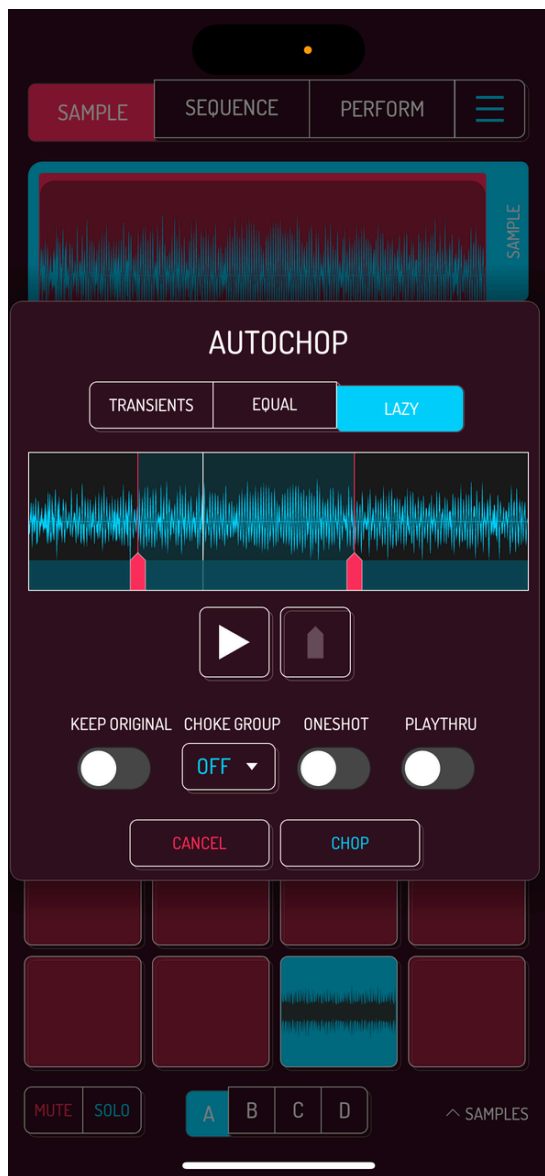 SAMPLE SEQUENCE PERFORM
SAMPLE
AUTOCHOP
TRANSIENTS EQUAL LAZY
KEEP ORIGINAL CHOKE GROUP ONESHOT PLAYTHRU
OFF
CANCEL CHOP
MUTE SOLO A B C D SAMPLES